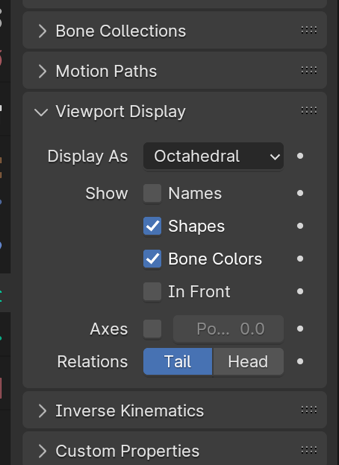 Bone Collections
Motion Paths
Viewport Display
Display As Octahedral
Show Names
Shapes
Bone Colors
In Front
Axes Po... 0.0
Relations Tail Head
Inverse Kinematics
Custom Properties